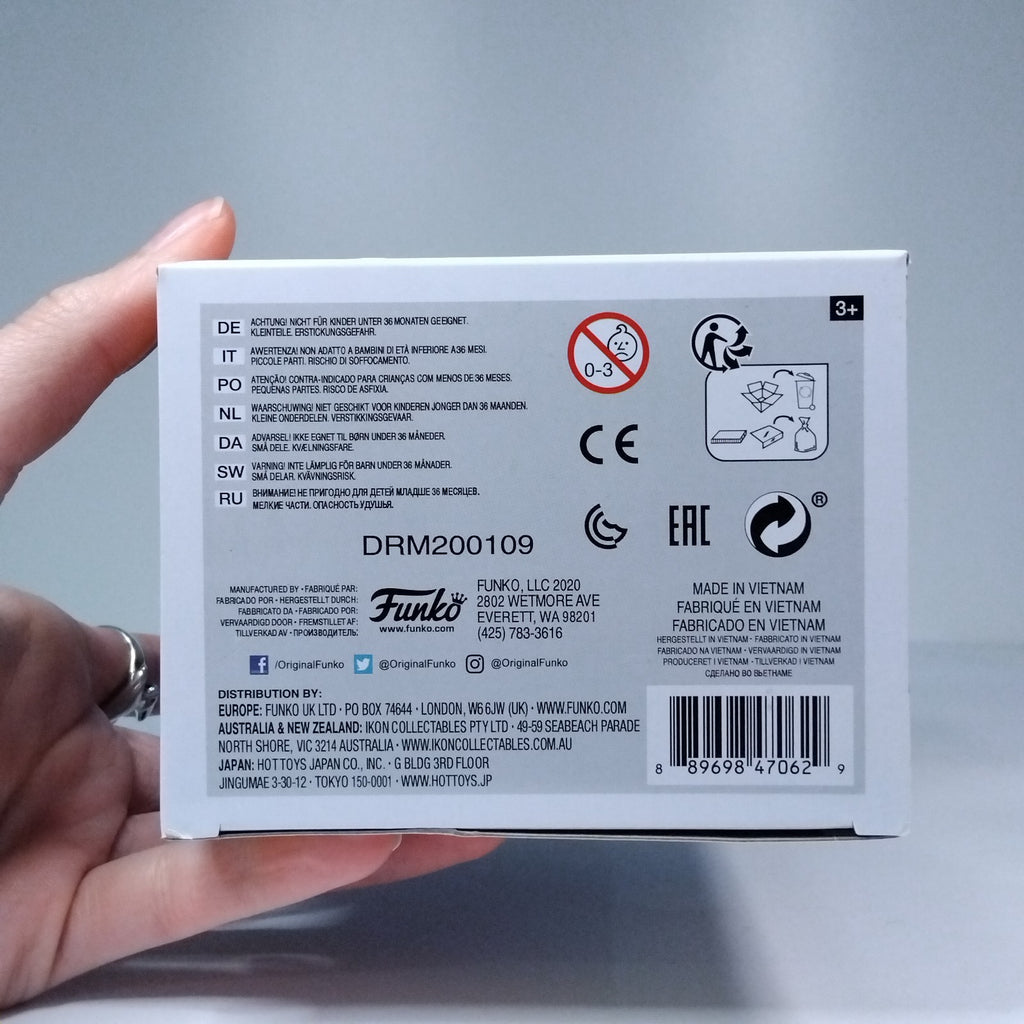 3+
DE ACHTUNG! NICHT FÜR KINDER UNTER 36 MONATEN GEEIGNET.
KLEINTEILE. ERSTICKUNGSGEFAHR.
IT AWERTENZA! NON ADATTO A BAMBINI DI ETÀ INFERIORE A 36 MESI.
PICCOLE PARTI. RISCHIO DI SOFFOCAMENTO.
PO ATENÇÃO! CONTRA-INDICADO PARA CRIANÇAS COM MENOS DE 36 MESES.
PEQUENAS PARTES. RISCO DE ASFIXIA.
NL WAARSCHUWING! NIET GESCHIKT VOOR KINDEREN JONGER DAN 36 MAANDEN.
KLEINE ONDERDELEN. VERSTIKKINGSGEVAAR.
DA ADVARSEL! IKKE EGNET TIL BØRN UNDER 36 MÅNEDER.
SMÅ DELE. KVÆLNINGSFARE.
SW VARNING! INTE LÄMPLIG FÖR BARN UNDER 36 MÅNADER.
SMÅ DELAR. KVÄVNINGSRISK.
RU ВНИМАНИЕ! НЕ ПРИГОДНО ДЛЯ ДЕТЕЙ МЛАДШЕ 36 МЕСЯЦЕВ.
МЕЛКИЕ ЧАСТИ. ОПАСНОСТЬ УДУШЬЯ.
0-3
CE
EAC
®
DRM200109
MANUFACTURED BY • FABRIQUÉ PAR:
FABRICADO POR • HERGESTELLT DURCH:
FABBRICATO DA • FABRICADO POR:
VERVAARDIGD DOOR • FREMSTILLET AF:
TILLVERKAD AV • ПРОИЗВОДИТЕЛЬ:
Funko
www.funko.com
FUNKO, LLC 2020
2802 WETMORE AVE
EVERETT, WA 98201
(425) 783-3616
/OriginalFunko @OriginalFunko @OriginalFunko
MADE IN VIETNAM
FABRIQUÉ EN VIETNAM
FABRICADO EN VIETNAM
HERGESTELLT IN VIETNAM • FABBRICATO IN VIETNAM
FABRICADO NA VIETNAM • VERVAARDIGD IN VIETNAM
PRODUCERET I VIETNAM • TILLVERKAD I VIETNAM
СДЕЛАНО ВО ВЬЕТНАМЕ
DISTRIBUTION BY:
EUROPE: FUNKO UK LTD • PO BOX 74644 • LONDON, W6 6JW (UK) • WWW.FUNKO.COM
AUSTRALIA & NEW ZEALAND: IKON COLLECTABLES PTY LTD • 49-59 SEABEACH PARADE
NORTH SHORE, VIC 3214 AUSTRALIA • WWW.IKONCOLLECTABLES.COM.AU
JAPAN: HOT TOYS JAPAN CO., INC. • G BLDG 3RD FLOOR
JINGUMAE 3-30-12 • TOKYO 150-0001 • WWW.HOTTOYS.JP
8 89698 47062 9